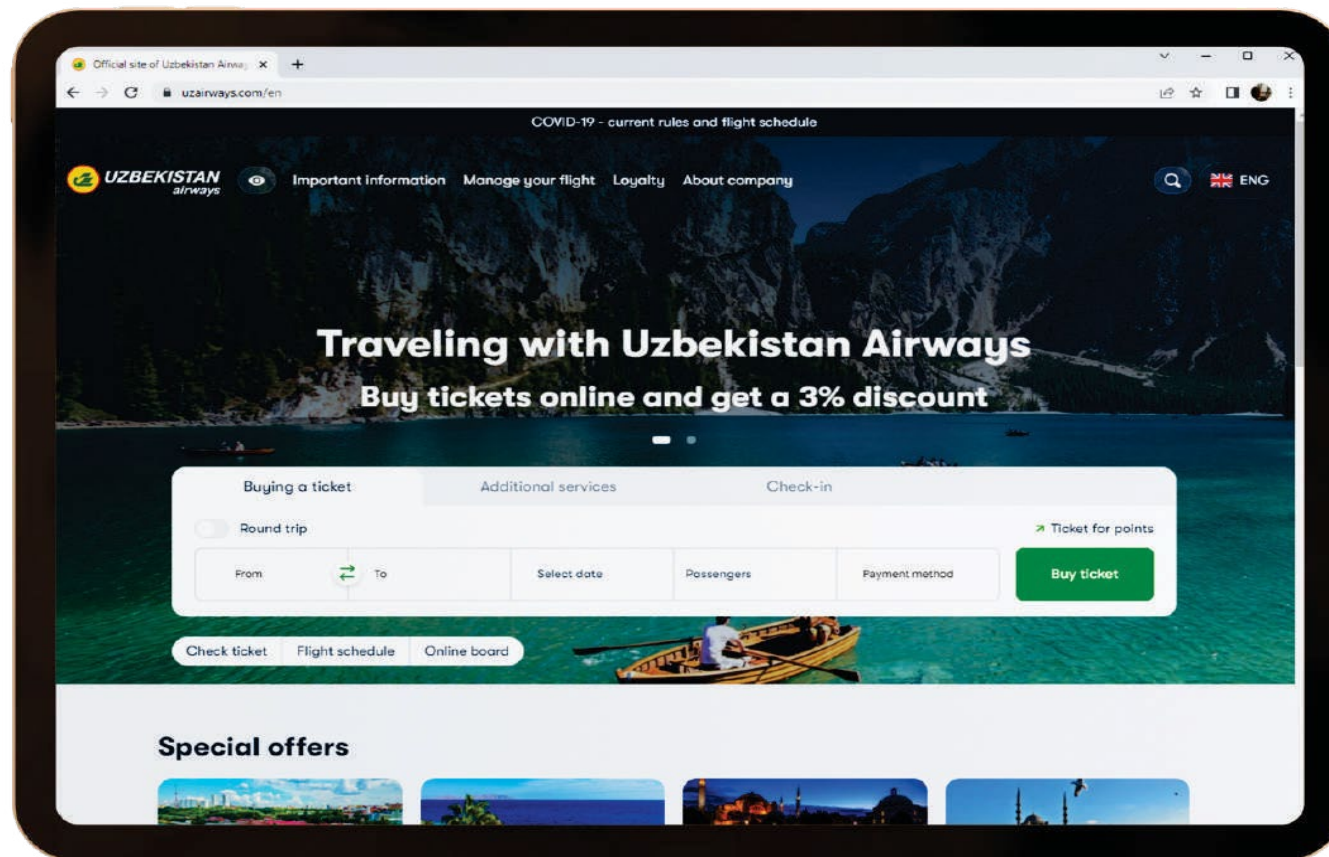 Official site of Uzbekistan Airway
uzairways.com/en
COVID-19 - current rules and flight schedule
UZBEKISTAN
airways
Important information Manage your flight Loyalty About company
ENG
Traveling with Uzbekistan Airways
Buy tickets online and get a 3% discount
Buying a ticket Additional services Check-in
Round trip Ticket for points
From To Select date Passengers Payment method Buy ticket
Check ticket Flight schedule Online board
Special offers